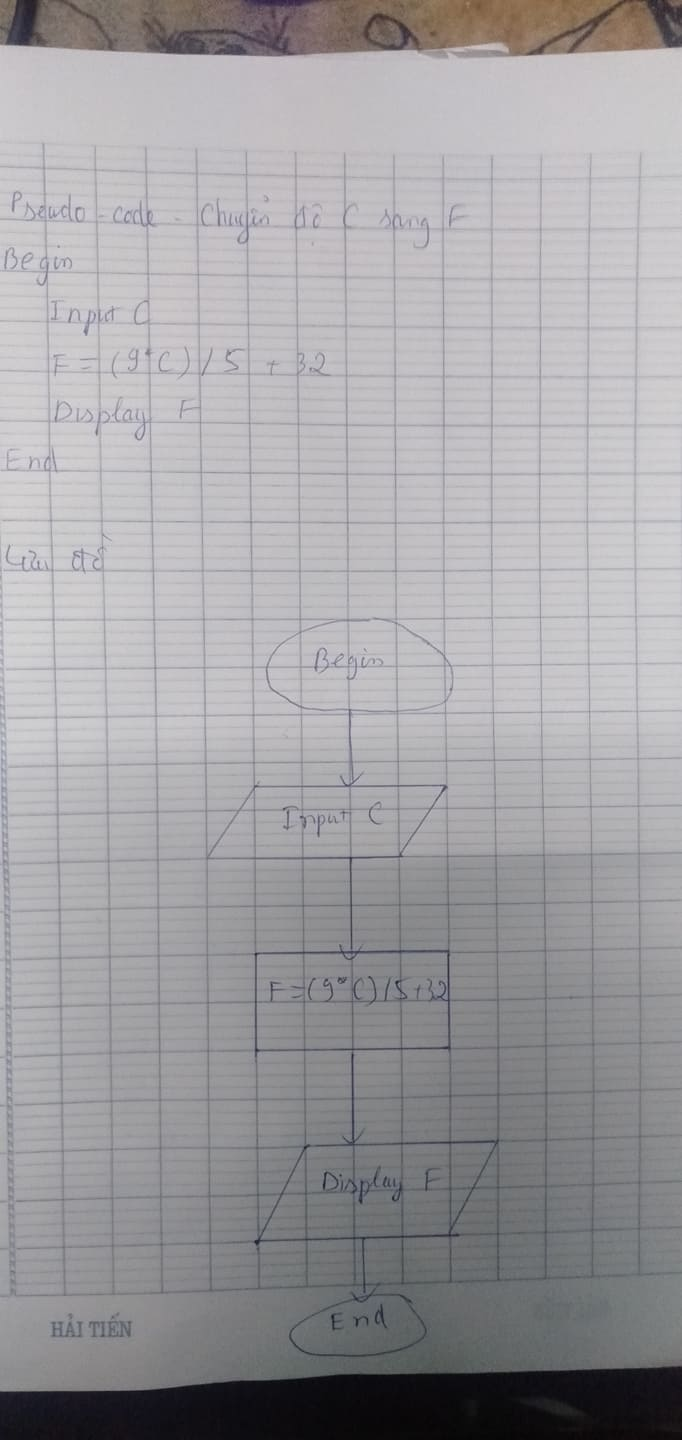 Pseudo-code - Chuyển độ C sang F
Begin
Input C
F = (9*C) / 5 + 32
Display F
End
Lưu đồ
Begin
Input C
F=(9*C)/5+32
Display F
End
HẢI TIẾN